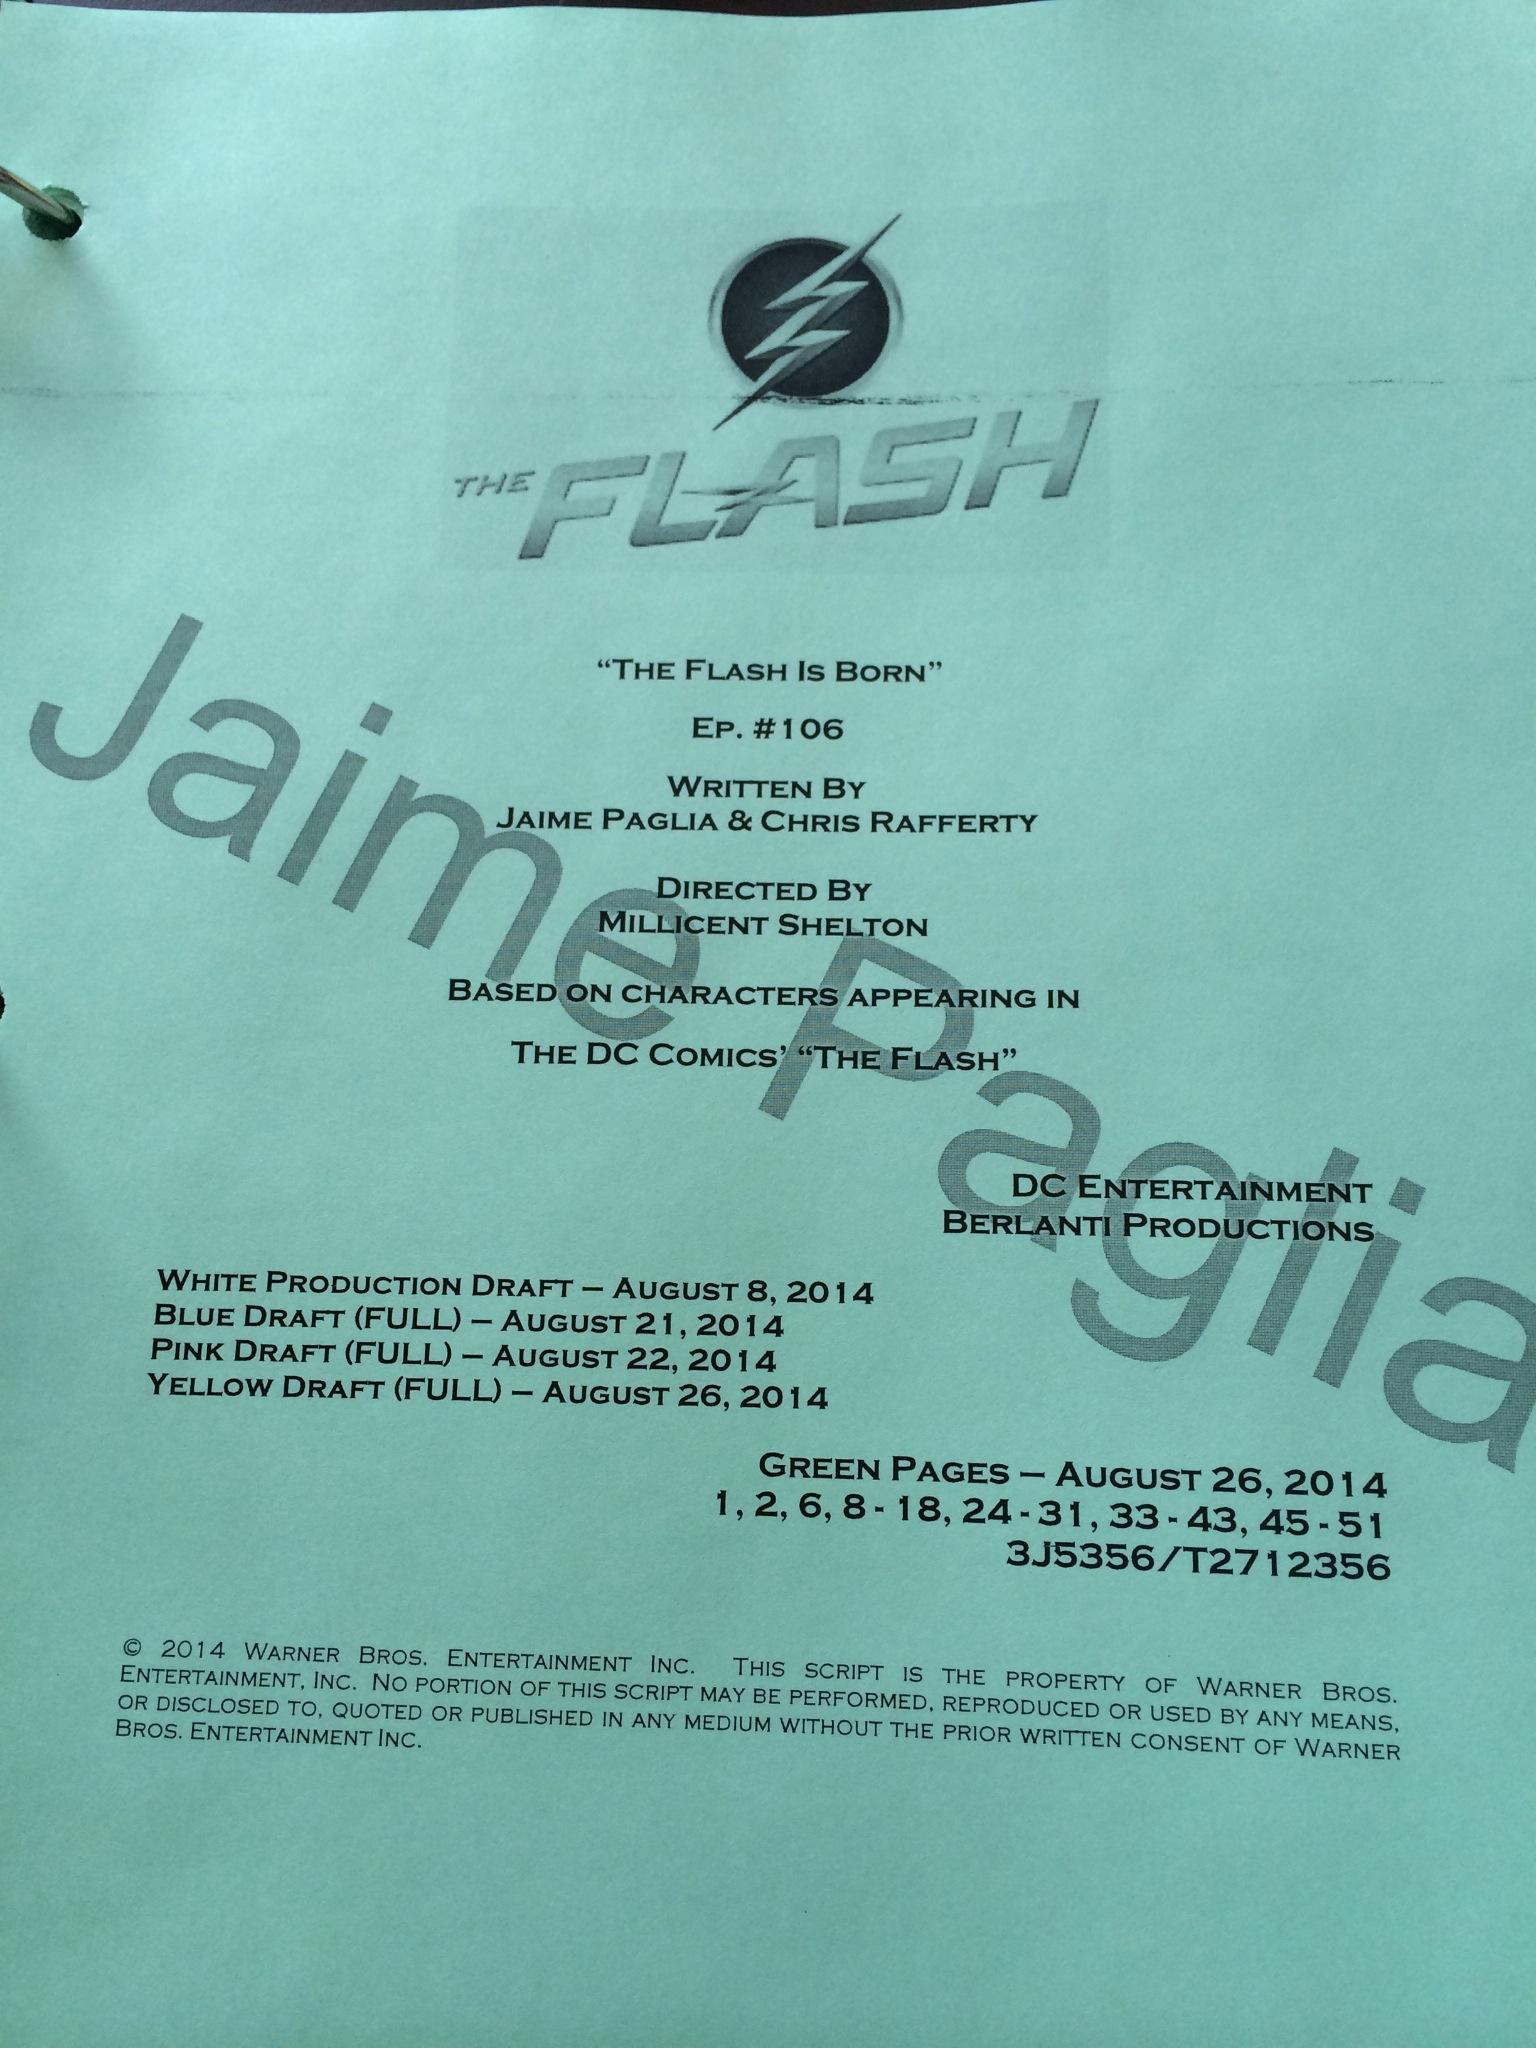 THE FLASH
“The Flash Is Born”
Ep. #106
Written By
Jaime Paglia & Chris Rafferty
Directed By
Millicent Shelton
Based on characters appearing in
The DC Comics’ “The Flash”
Jaime Paglia
DC Entertainment
Berlanti Productions
White Production Draft – August 8, 2014
Blue Draft (FULL) – August 21, 2014
Pink Draft (FULL) – August 22, 2014
Yellow Draft (FULL) – August 26, 2014
Green Pages – August 26, 2014
1, 2, 6, 8 - 18, 24 - 31, 33 - 43, 45 - 51
3J5356/T2712356
© 2014 Warner Bros. Entertainment Inc. This script is the property of Warner Bros.
Entertainment, Inc. No portion of this script may be performed, reproduced or used by any means,
or disclosed to, quoted or published in any medium without the prior written consent of Warner
Bros. Entertainment Inc.